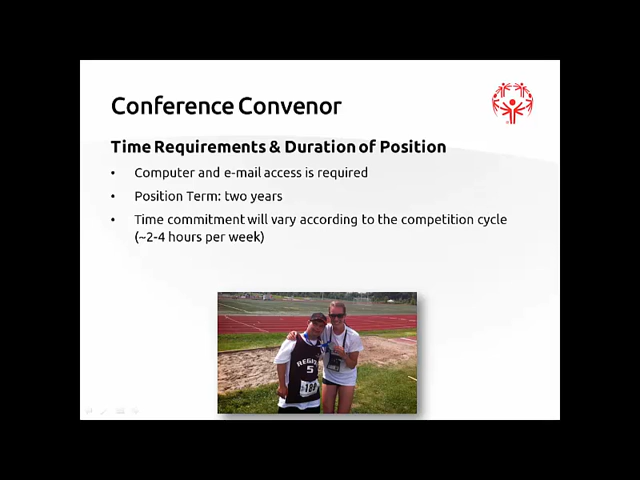 Conference Convenor
Time Requirements & Duration of Position
• Computer and e-mail access is required
• Position Term: two years
• Time commitment will vary according to the competition cycle
(~2-4 hours per week)
5